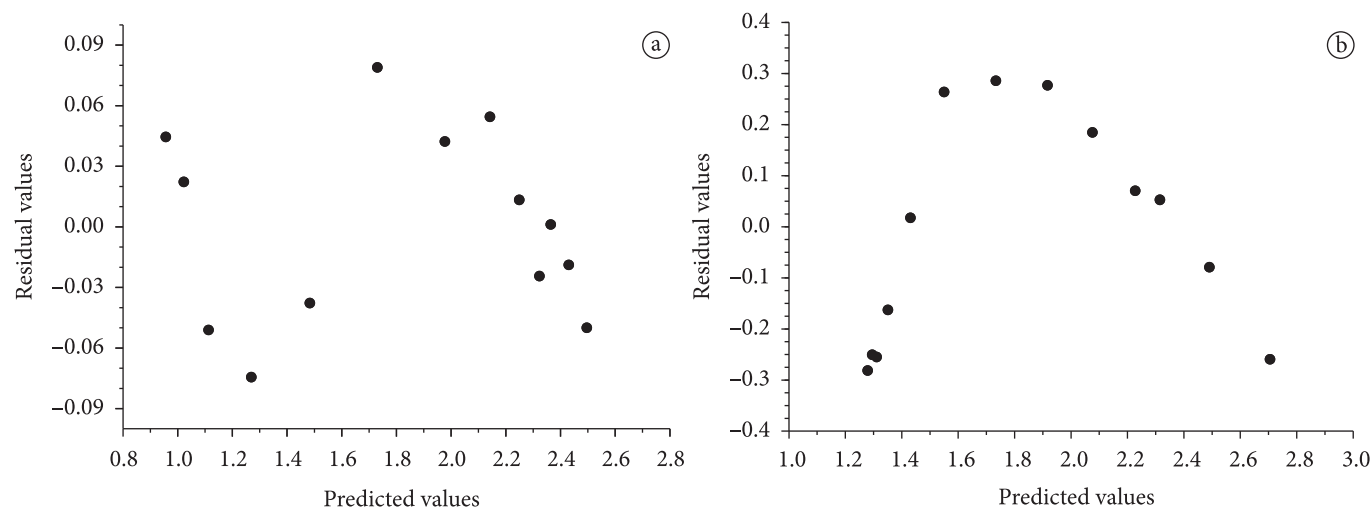 a
0.09
0.06
0.03
0.00
–0.03
–0.06
–0.09
Residual values
0.8 1.0 1.2 1.4 1.6 1.8 2.0 2.2 2.4 2.6 2.8
Predicted values
b
0.4
0.3
0.2
0.1
0.0
–0.1
–0.2
–0.3
–0.4
Residual values
1.0 1.2 1.4 1.6 1.8 2.0 2.2 2.4 2.6 2.8 3.0
Predicted values